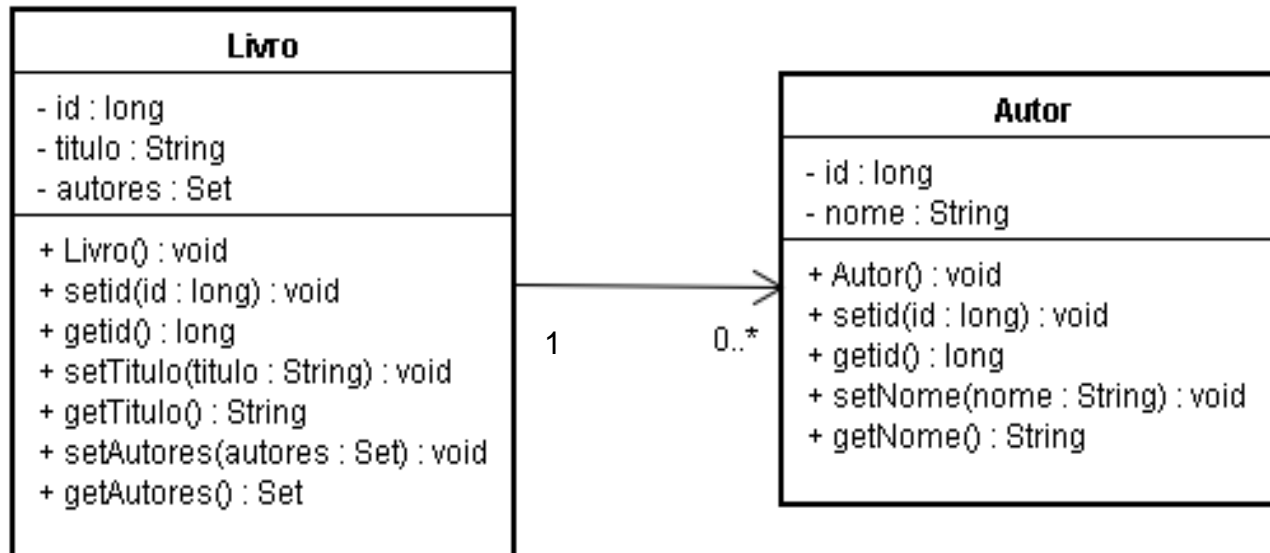 Livro
- id : long
- titulo : String
- autores : Set
+ Livro() : void
+ setid(id : long) : void
+ getid() : long
+ setTitulo(titulo : String) : void
+ getTitulo() : String
+ setAutores(autores : Set) : void
+ getAutores() : Set
1
0..*
Autor
- id : long
- nome : String
+ Autor() : void
+ setid(id : long) : void
+ getid() : long
+ setNome(nome : String) : void
+ getNome() : String